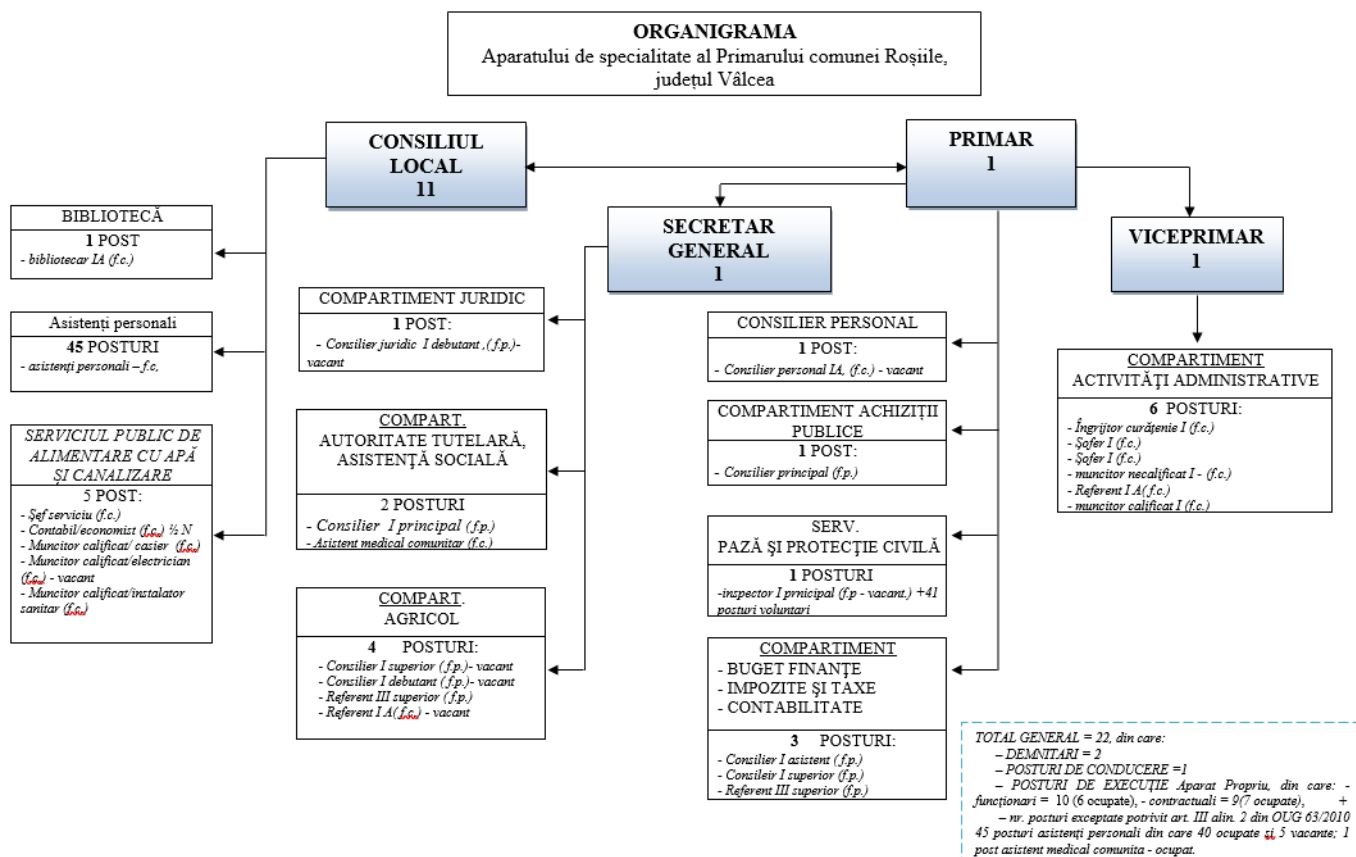 ORGANIGRAMA
Aparatului de specialitate al Primarului comunei Roșiile,
județul Vâlcea
CONSILIUL
LOCAL
11
PRIMAR
1
SECRETAR
GENERAL
1
VICEPRIMAR
1
BIBLIOTECĂ
1 POST
- bibliotecar IA (f.c.)
Asistenți personali
45 POSTURI
- asistenți personali – f.c,
SERVICIUL PUBLIC DE
ALIMENTARE CU APĂ
ȘI CANALIZARE
5 POST:
- Șef serviciu (f.c.)
- Contabil/economist (f.c.) ½ N
- Muncitor calificat/ casier (f.c.)
- Muncitor calificat/electrician
(f.c.) - vacant
- Muncitor calificat/instalator
sanitar (f.c.)
COMPARTIMENT JURIDIC
1 POST:
- Consilier juridic I debutant ,(f.p.)-
vacant
COMPART.
AUTORITATE TUTELARĂ,
ASISTENŢĂ SOCIALĂ
2 POSTURI
- Consilier I principal (f.p.)
- Asistent medical comunitar (f.c.)
COMPART.
AGRICOL
4 POSTURI:
- Consilier I superior (f.p.)- vacant
- Consilier I debutant (f.p.)- vacant
- Referent III superior (f.p.)
- Referent I A(f.c.) - vacant
CONSILIER PERSONAL
1 POST:
- Consilier personal IA, (f.c.) - vacant
COMPARTIMENT ACHIZIȚII
PUBLICE
1 POST:
- Consilier principal (f.p.)
SERV.
PAZĂ ŞI PROTECŢIE CIVILĂ
1 POSTURI
-inspector I prnicipal (f.p - vacant.) +41
posturi voluntari
COMPARTIMENT
- BUGET FINANŢE
- IMPOZITE ŞI TAXE
- CONTABILITATE
3 POSTURI:
- Consilier I asistent (f.p.)
- Consileir I superior (f.p.)
- Referent III superior (f.p.)
COMPARTIMENT
ACTIVITĂŢI ADMINISTRATIVE
6 POSTURI:
- Îngrijitor curățenie I (f.c.)
- Şofer I (f.c.)
- Şofer I (f.c.)
- muncitor necalificat I - (f.c.)
- Referent I A(f.c.)
- muncitor calificat I (f.c.)
TOTAL GENERAL = 22, din care:
– DEMNITARI = 2
– POSTURI DE CONDUCERE =1
– POSTURI DE EXECUȚIE Aparat Propriu, din care: -
funcționari = 10 (6 ocupate), - contractuali = 9(7 ocupate), +
– nr. posturi exceptate potrivit art. III alin. 2 din OUG 63/2010
45 posturi asistenți personali din care 40 ocupate și 5 vacante; 1
post asistent medical comunita - ocupat.